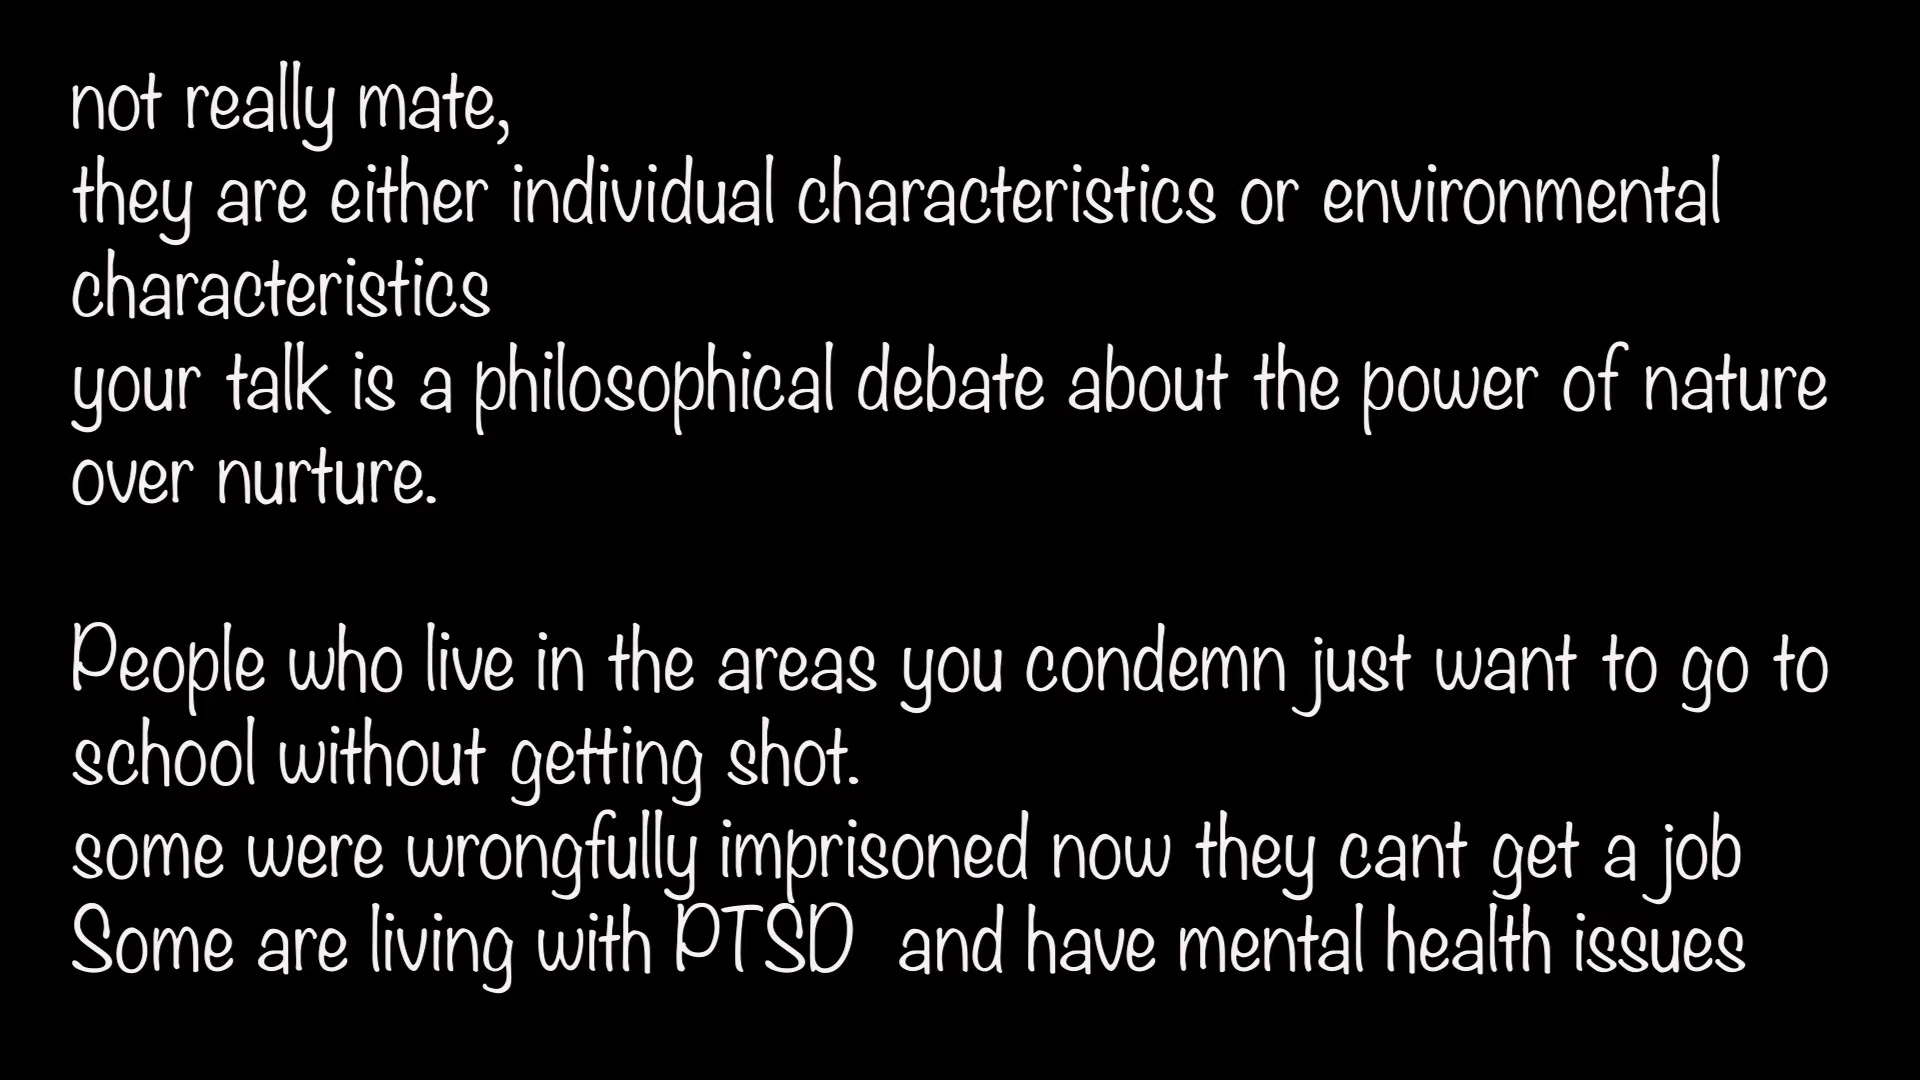 not really mate,
they are either individual characteristics or environmental
characteristics
your talk is a philosophical debate about the power of nature
over nurture.
People who live in the areas you condemn just want to go to
school without getting shot.
some were wrongfully imprisoned now they cant get a job
Some are living with PTSD  and have mental health issues